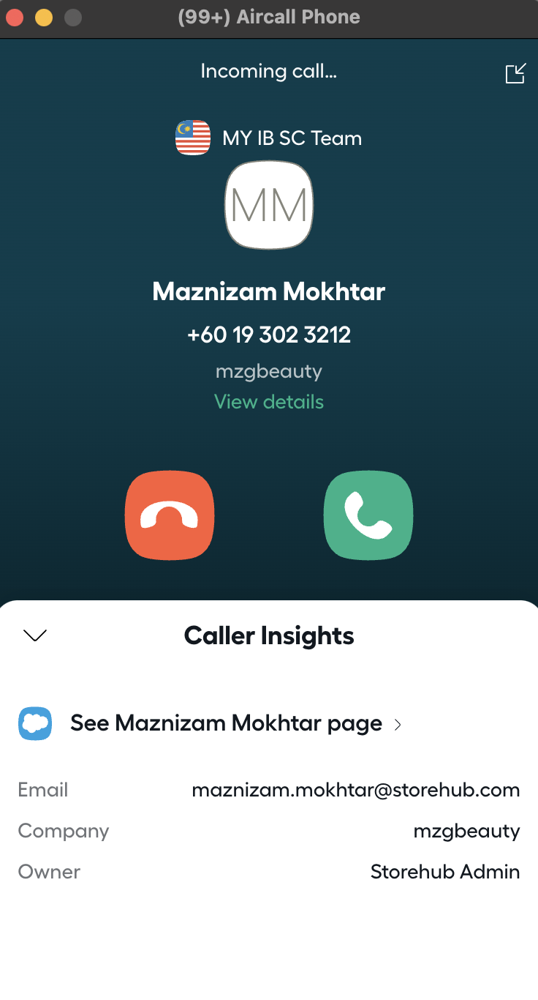 (99+) Aircall Phone
Incoming call...
MY IB SC Team
MM
Maznizam Mokhtar
+60 19 302 3212
mzgbeauty
View details
Caller Insights
See Maznizam Mokhtar page
Email maznizam.mokhtar@storehub.com
Company mzgbeauty
Owner Storehub Admin